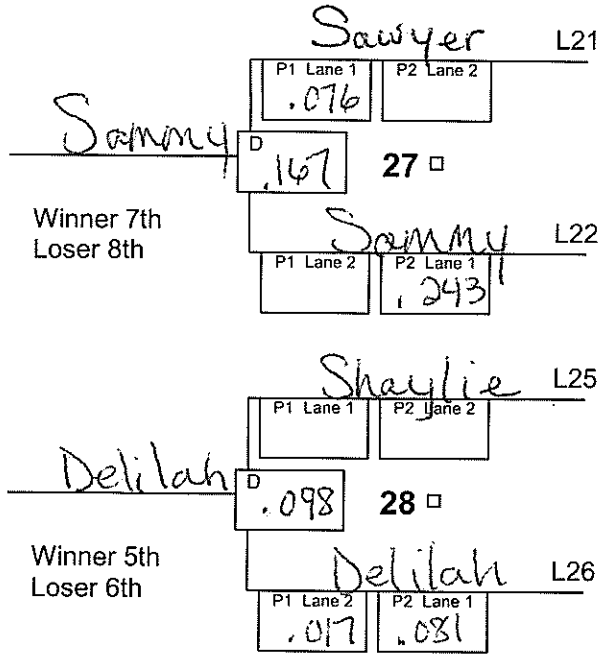 Sawyer L21
P1 Lane 1 P2 Lane 2
.076
Sammy D .167 27
Winner 7th
Loser 8th
Sammy L22
P1 Lane 2 P2 Lane 1
.243
Shaylie L25
P1 Lane 1 P2 Lane 2
Delilah D .098 28
Winner 5th
Loser 6th
Delilah L26
P1 Lane 2 P2 Lane 1
.017 .081